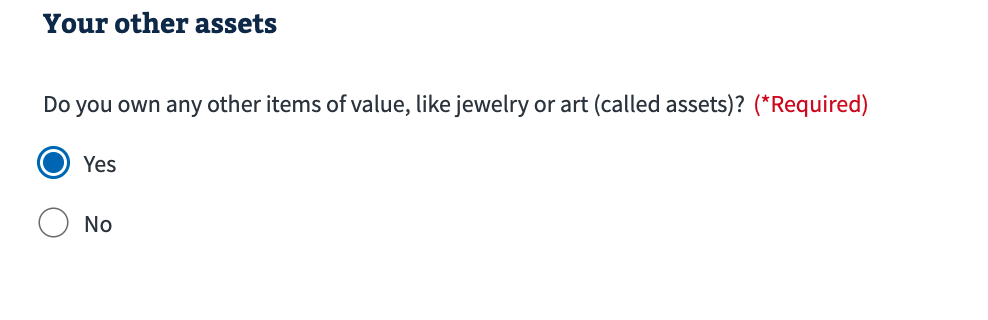 Your other assets
Do you own any other items of value, like jewelry or art (called assets)? (*Required)
Yes
No